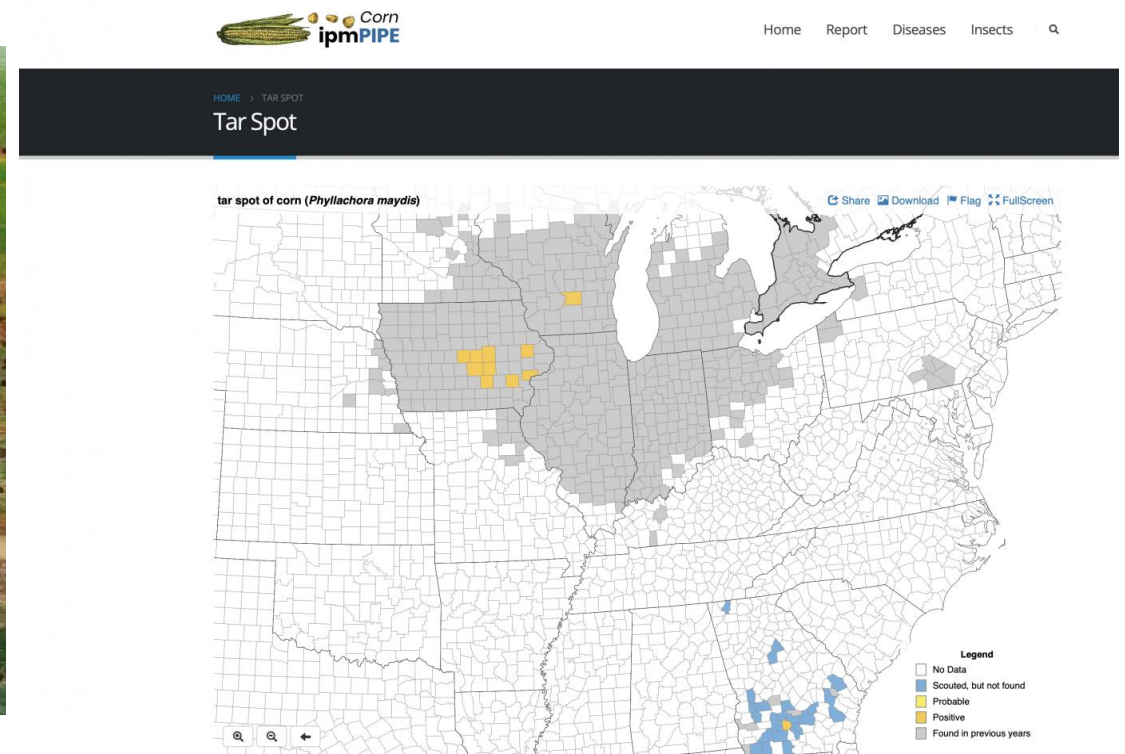 Corn
ipmPIPE
Home Report Diseases Insects
HOME > TAR SPOT
Tar Spot
tar spot of corn (Phyllachora maydis)
Share Download Flag FullScreen
Legend
No Data
Scouted, but not found
Probable
Positive
Found in previous years